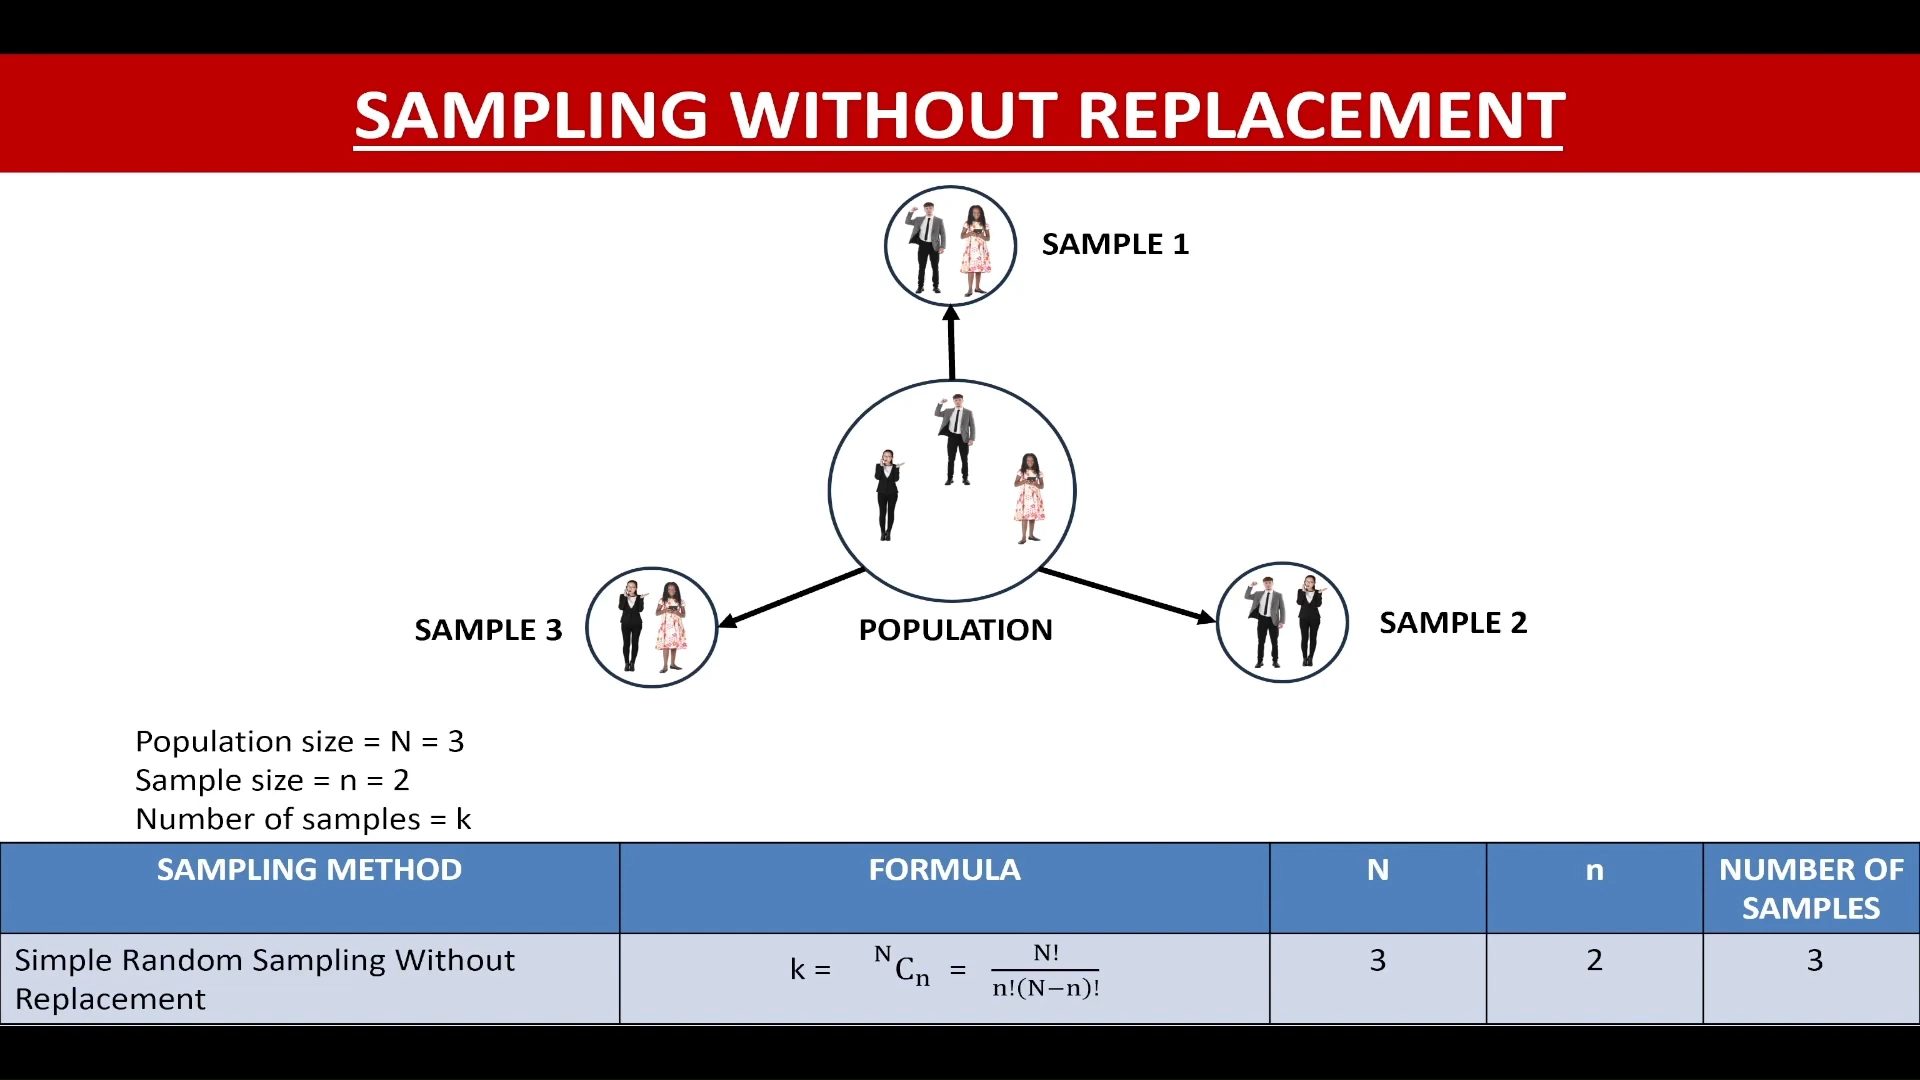 SAMPLING WITHOUT REPLACEMENT
SAMPLE 1
SAMPLE 3
POPULATION
SAMPLE 2
Population size = N = 3
Sample size = n = 2
Number of samples = k
SAMPLING METHOD
FORMULA
N
n
NUMBER OF
SAMPLES
Simple Random Sampling Without
Replacement
k = ᴺCₙ = N!/n!(N−n)!
3
2
3